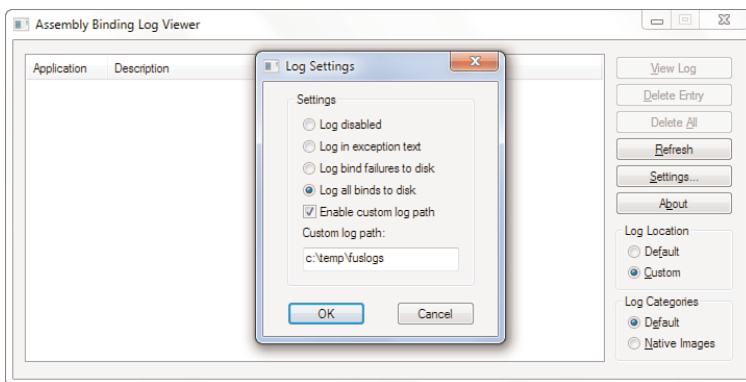 Assembly Binding Log Viewer
Application Description
View Log
Delete Entry
Delete All
Refresh
Settings...
About
Log Location
Default
Custom
Log Categories
Default
Native Images
Log Settings
Settings
Log disabled
Log in exception text
Log bind failures to disk
Log all binds to disk
Enable custom log path
Custom log path:
c:\temp\fuslogs
OK Cancel